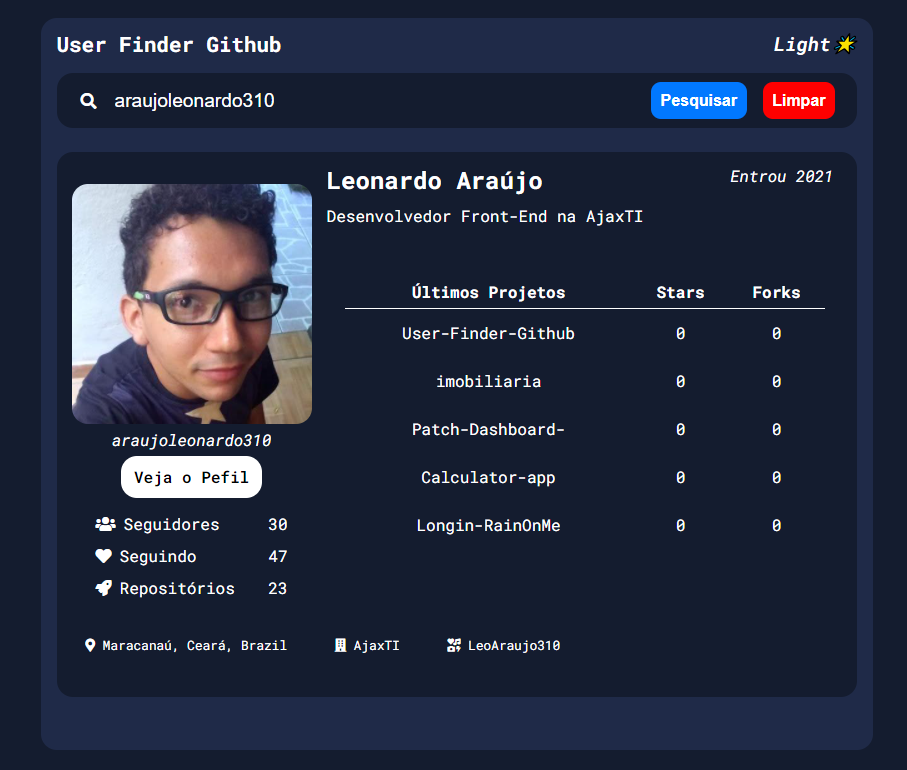 User Finder Github
Light
araujoleonardo310
Pesquisar
Limpar
Leonardo Araújo
Entrou 2021
Desenvolvedor Front-End na AjaxTI
Últimos Projetos Stars Forks
User-Finder-Github 0 0
imobiliaria 0 0
Patch-Dashboard- 0 0
Calculator-app 0 0
Longin-RainOnMe 0 0
araujoleonardo310
Veja o Pefil
Seguidores 30
Seguindo 47
Repositórios 23
Maracanaú, Ceará, Brazil
AjaxTI
LeoAraujo310